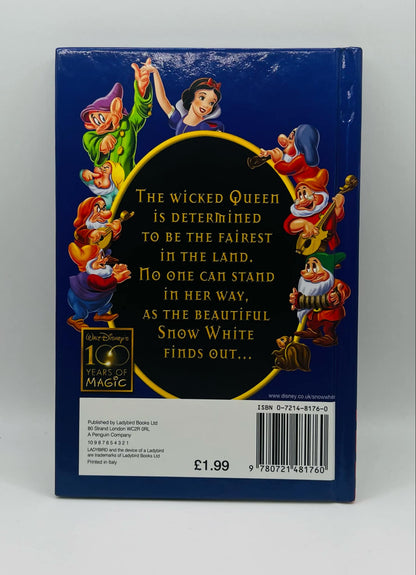 THE WICKED QUEEN
IS DETERMINED
TO BE THE FAIREST
IN THE LAND.
NO ONE CAN STAND
IN HER WAY,
AS THE BEAUTIFUL
SNOW WHITE
FINDS OUT...
WALT DISNEY'S
100
YEARS OF
MAGIC
www.disney.co.uk/snowwhit
Published by Ladybird Books Ltd
80 Strand London WC2R 0RL
A Penguin Company
10 9 8 7 6 5 4 3 2 1
LADYBIRD and the device of a Ladybird
are trademarks of Ladybird Books Ltd
Printed in Italy
£1.99
ISBN 0-7214-8176-0
9 780721 481760